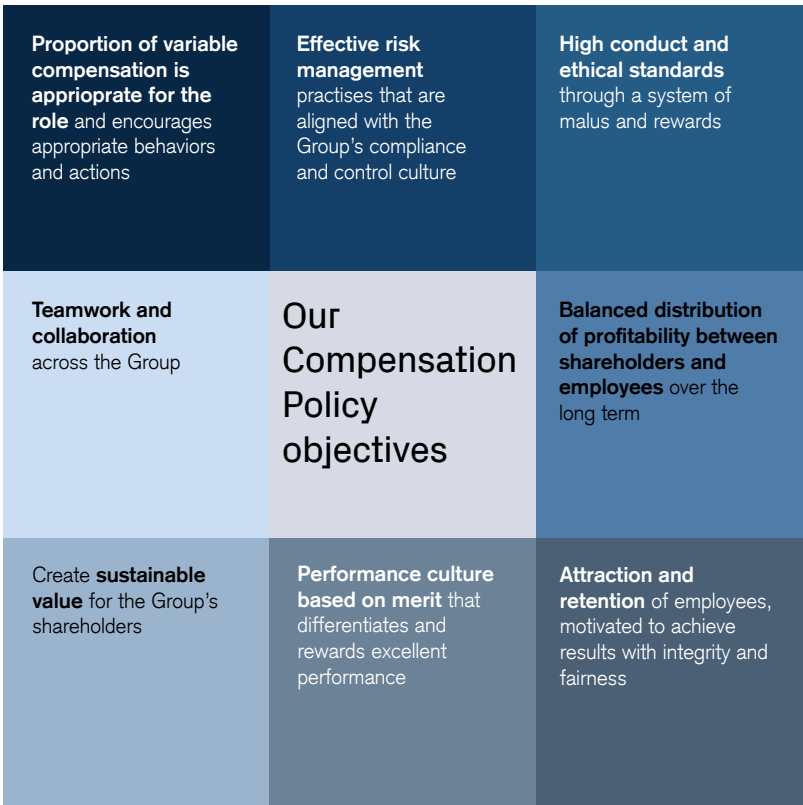 Proportion of variable
compensation is
apprioprate for the
role and encourages
appropriate behaviors
and actions
Effective risk
management
practises that are
aligned with the
Group's compliance
and control culture
High conduct and
ethical standards
through a system of
malus and rewards
Teamwork and
collaboration
across the Group
Our
Compensation
Policy
objectives
Balanced distribution
of profitability between
shareholders and
employees over the
long term
Create sustainable
value for the Group's
shareholders
Performance culture
based on merit that
differentiates and
rewards excellent
performance
Attraction and
retention of employees,
motivated to achieve
results with integrity and
fairness